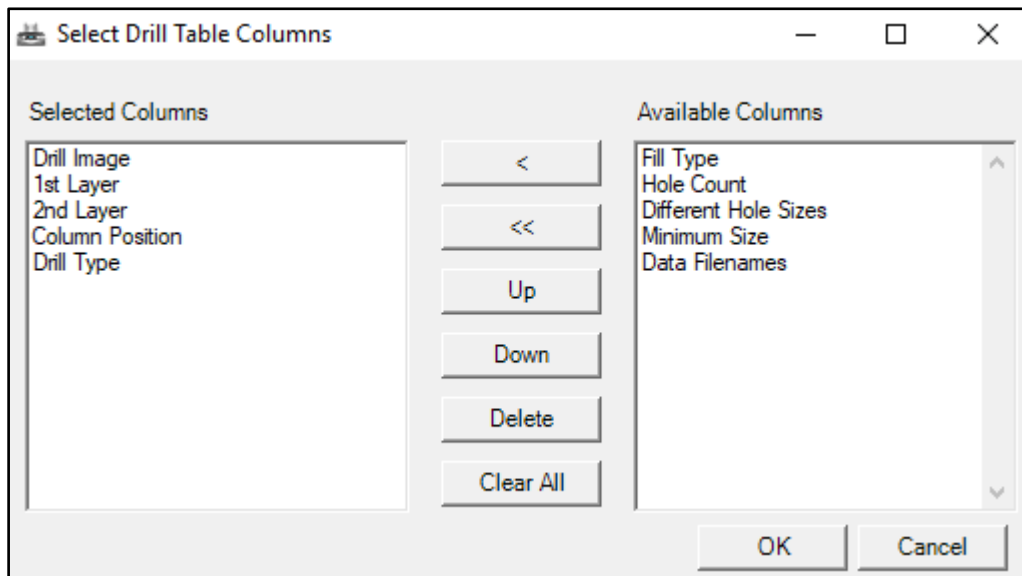 Select Drill Table Columns
Selected Columns
Drill Image
1st Layer
2nd Layer
Column Position
Drill Type
<
<<
Up
Down
Delete
Clear All
Available Columns
Fill Type
Hole Count
Different Hole Sizes
Minimum Size
Data Filenames
OK
Cancel